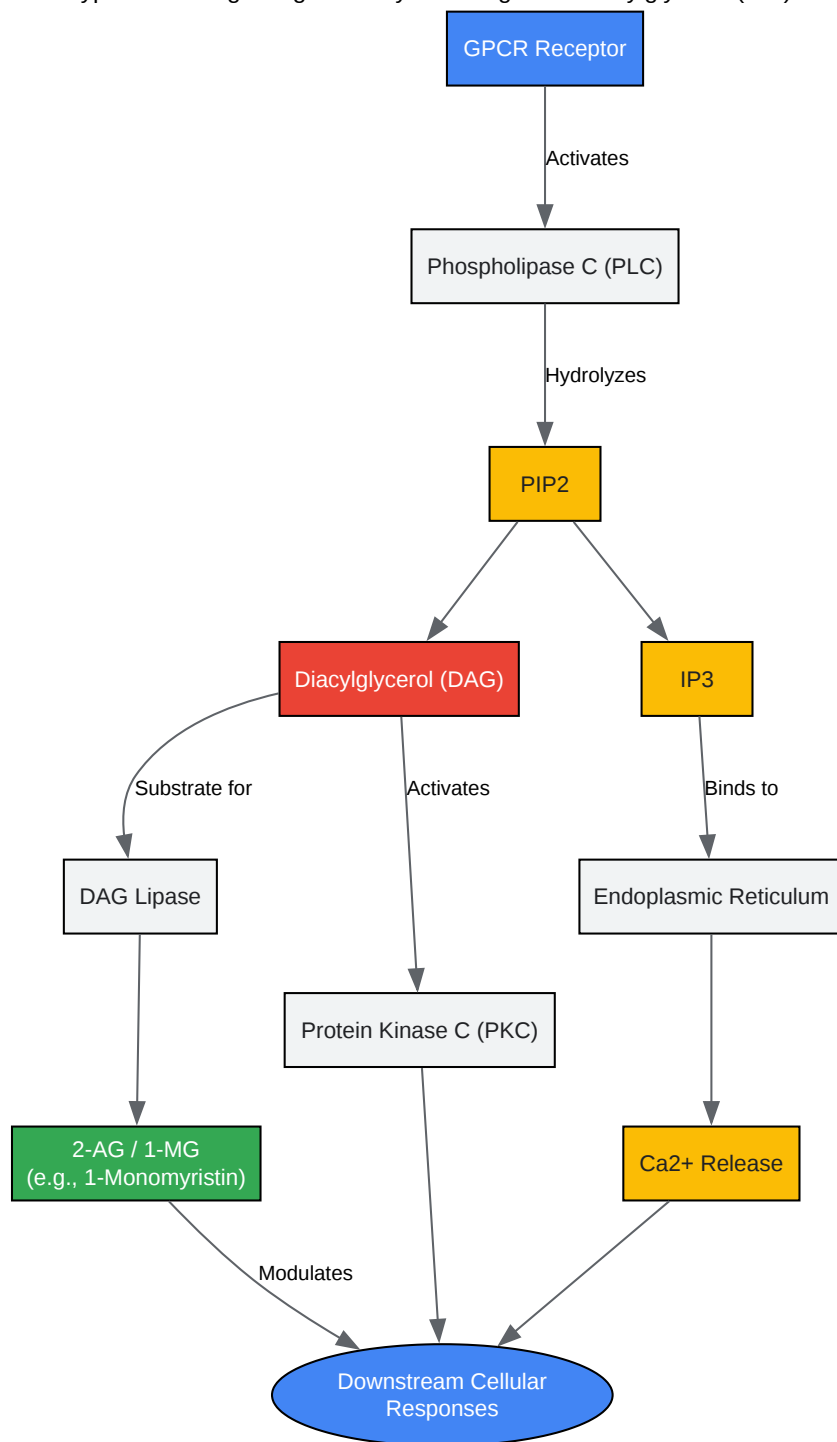 GPCR Receptor
Activates
Phospholipase C (PLC)
Hydrolyzes
PIP2
Diacylglycerol (DAG)
IP3
Substrate for
Activates
Binds to
DAG Lipase
Endoplasmic Reticulum
Protein Kinase C (PKC)
2-AG / 1-MG
(e.g., 1-Monomyristin)
Ca2+ Release
Modulates
Downstream Cellular
Responses